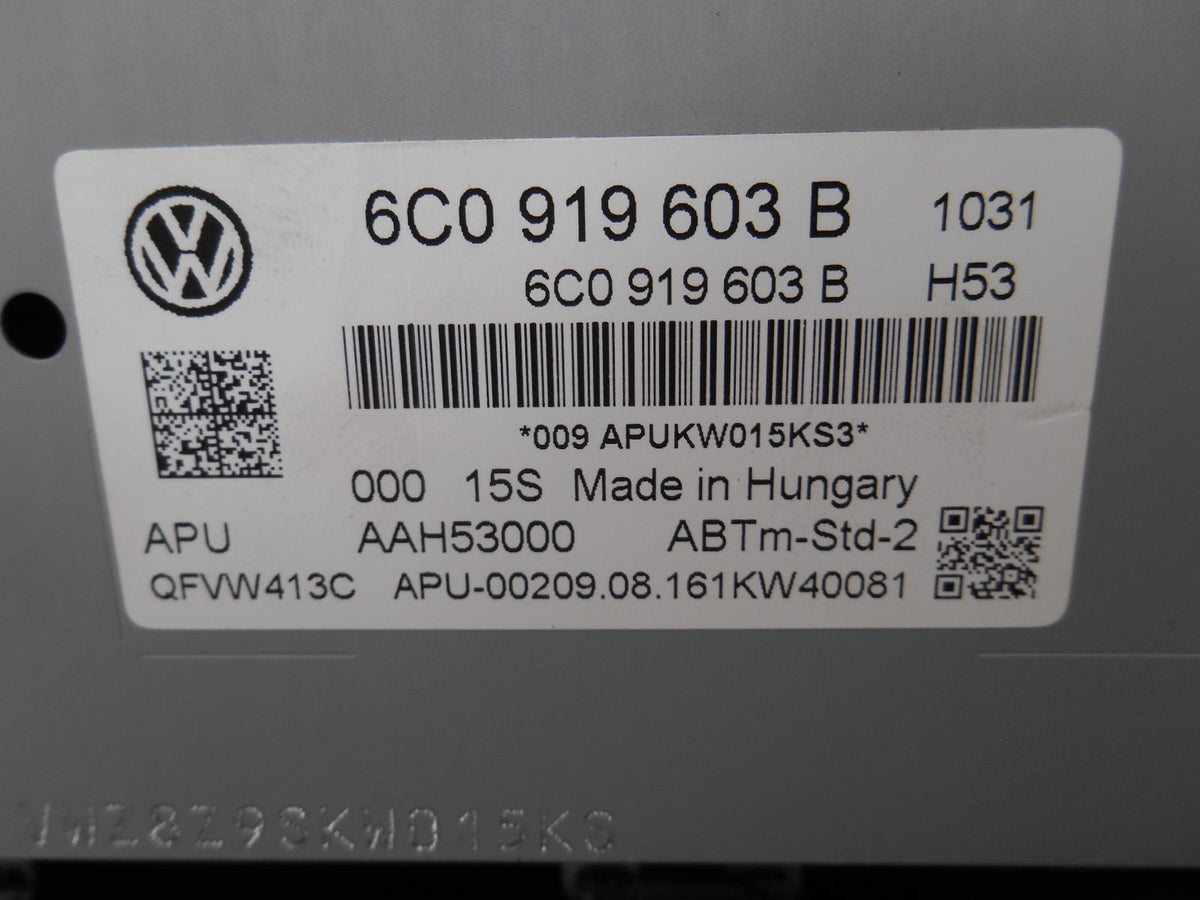 6C0 919 603 B 1031
6C0 919 603 B H53
*009 APUKW015KS3*
000 15S Made in Hungary
APU AAH53000 ABTm-Std-2
QFVW413C APU-00209.08.161KW40081
VWZ8Z9SKW015KS